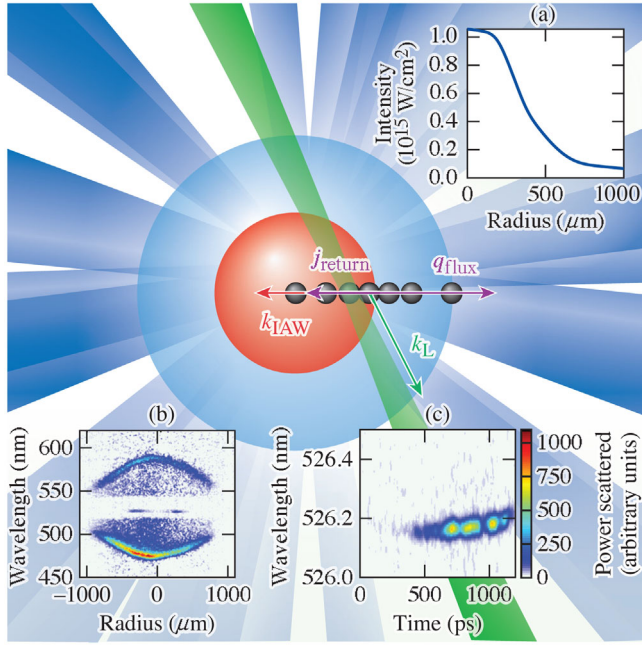 (a)
Intensity
(10¹⁵ W/cm²)
1.0
0.8
0.6
0.4
0.2
0.0
0
500
1000
Radius (μm)
j_return
q_flux
k_IAW
k_L
(b)
Wavelength (nm)
600
550
500
450
−1000
0
1000
Radius (μm)
(c)
Wavelength (nm)
526.4
526.2
526.0
0
500
1000
Time (ps)
1000
750
500
250
0
Power scattered
(arbitrary units)